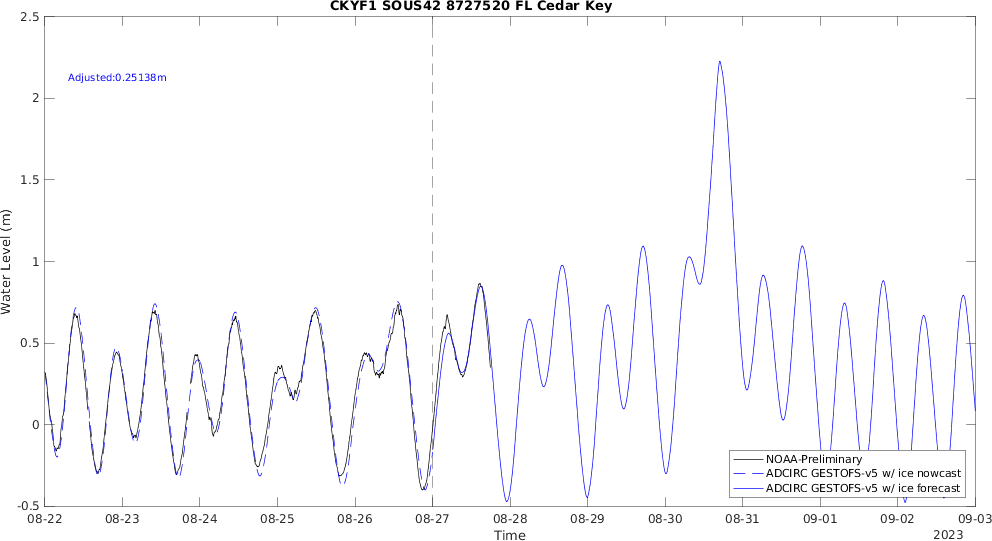 CKYF1 SOUS42 8727520 FL Cedar Key
2.5
Adjusted:0.25138m
2
1.5
1
0.5
0
-0.5
Water Level (m)
NOAA-Preliminary
ADCIRC GESTOFS-v5 w/ ice nowcast
ADCIRC GESTOFS-v5 w/ ice forecast
08-22 08-23 08-24 08-25 08-26 08-27 08-28 08-29 08-30 08-31 09-01 09-02 09-03
Time
2023